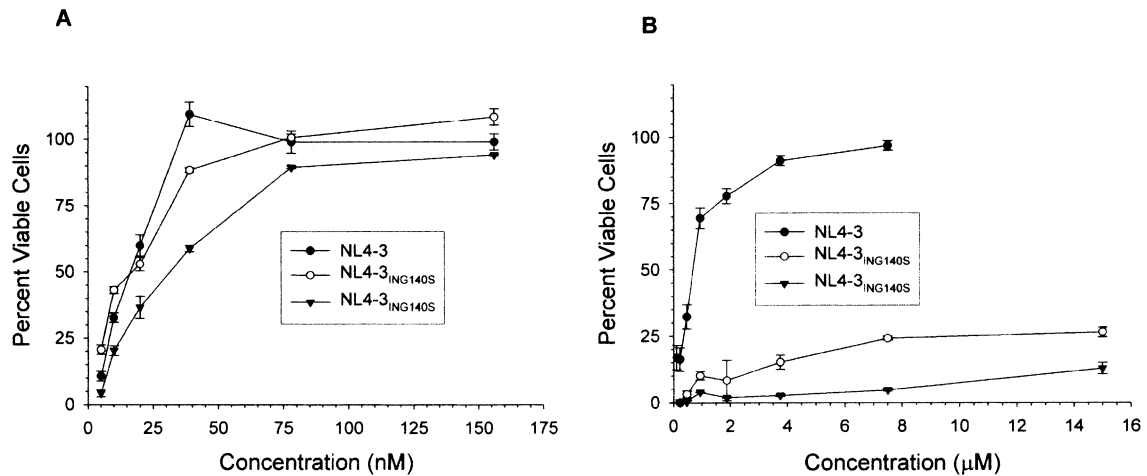 A
100
75
50
25
0
Percent Viable Cells
NL4-3
NL4-3ING140S
NL4-3ING140S
0 25 50 75 100 125 150 175
Concentration (nM)
B
100
75
50
25
0
Percent Viable Cells
NL4-3
NL4-3ING140S
NL4-3ING140S
0 2 4 6 8 10 12 14 16
Concentration (μM)